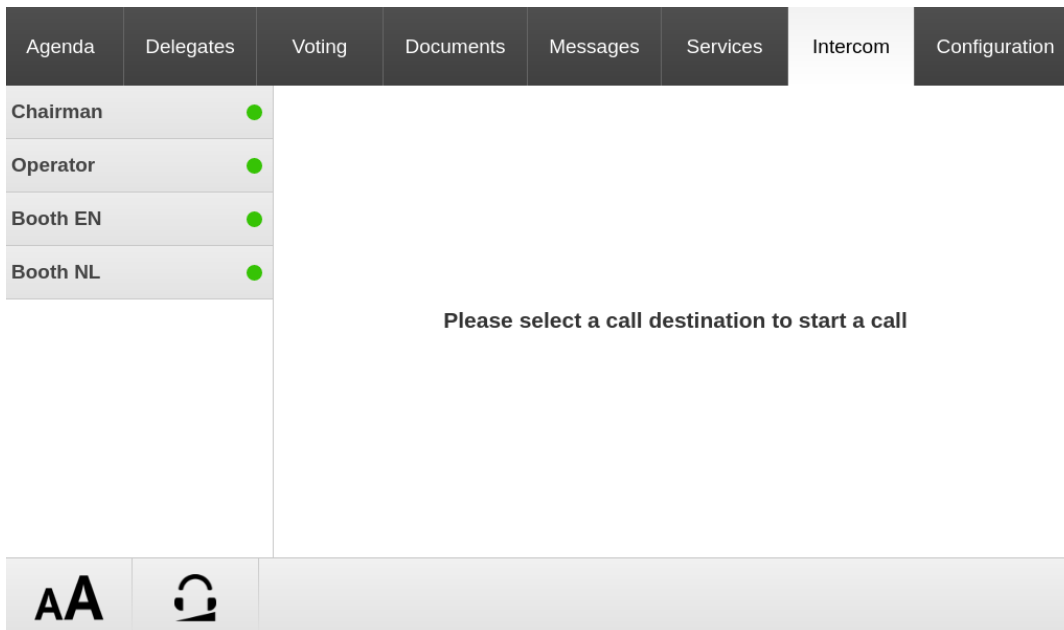 Agenda Delegates Voting Documents Messages Services Intercom Configuration
Chairman
Operator
Booth EN
Booth NL
Please select a call destination to start a call
AA